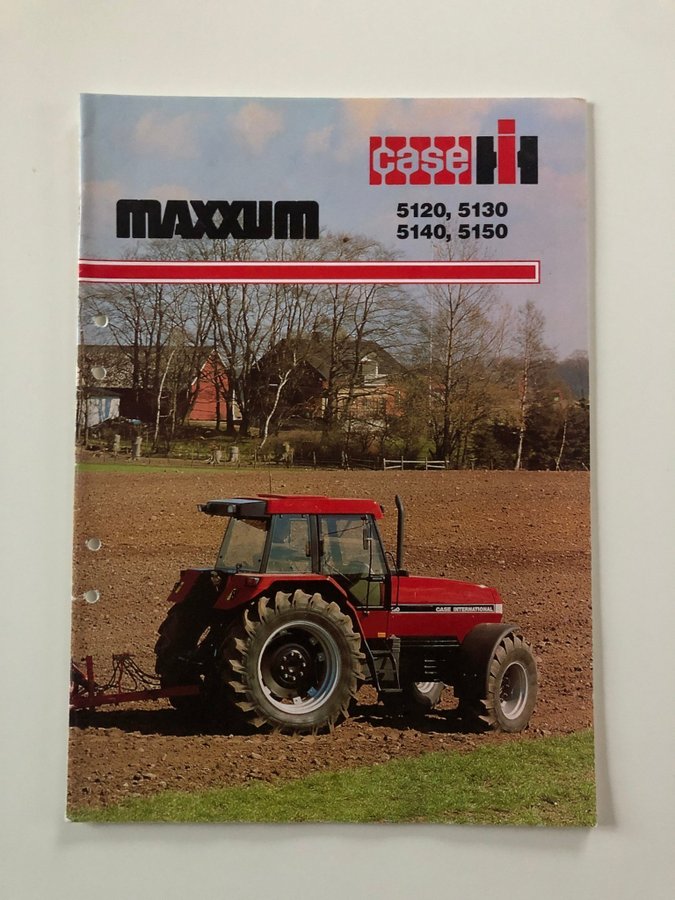 case IH
MAXXUM
5120, 5130
5140, 5150
CASE INTERNATIONAL